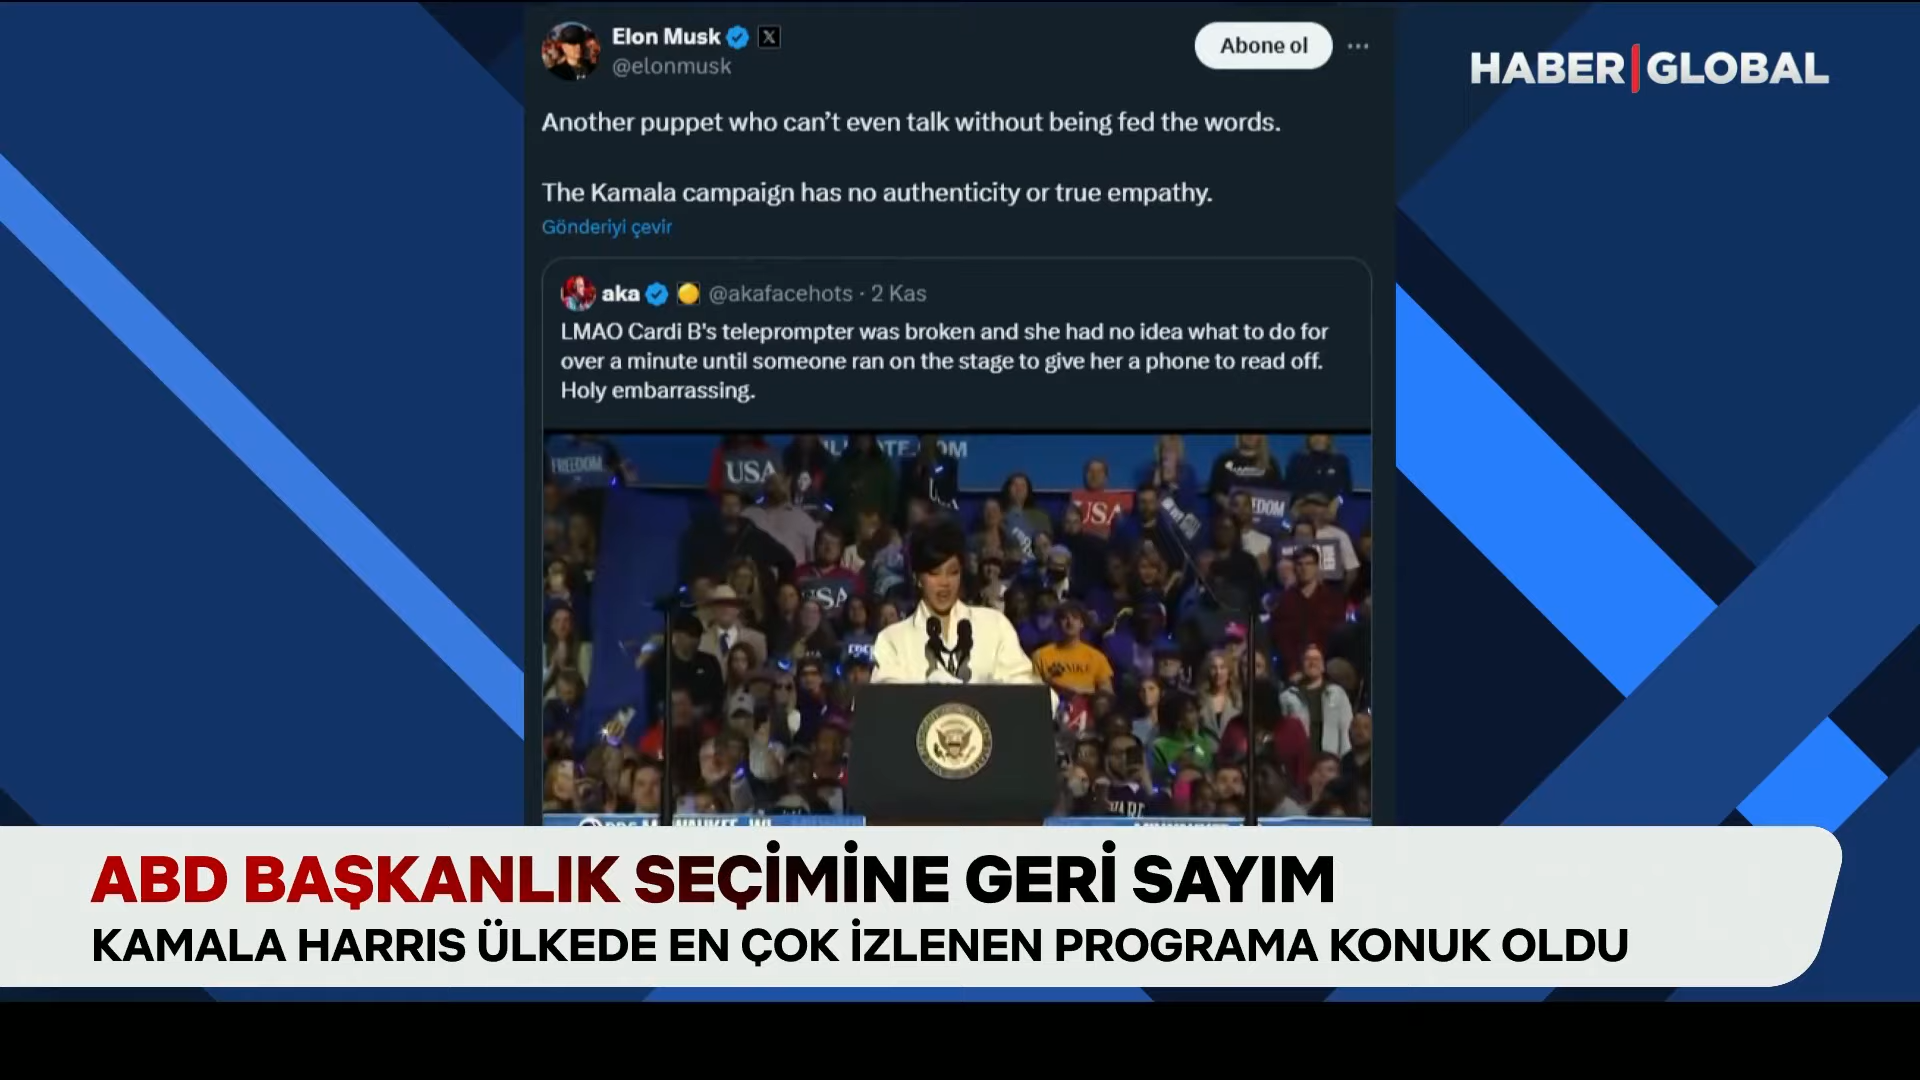 Elon Musk
@elonmusk
Abone ol
HABER|GLOBAL
Another puppet who can’t even talk without being fed the words.
The Kamala campaign has no authenticity or true empathy.
Gönderiyi çevir
aka @akafacehots · 2 Kas
LMAO Cardi B's teleprompter was broken and she had no idea what to do for
over a minute until someone ran on the stage to give her a phone to read off.
Holy embarrassing.
FREEDOM
USA
USA
USA
ABD BAŞKANLIK SEÇİMİNE GERİ SAYIM
KAMALA HARRIS ÜLKEDE EN ÇOK İZLENEN PROGRAMA KONUK OLDU